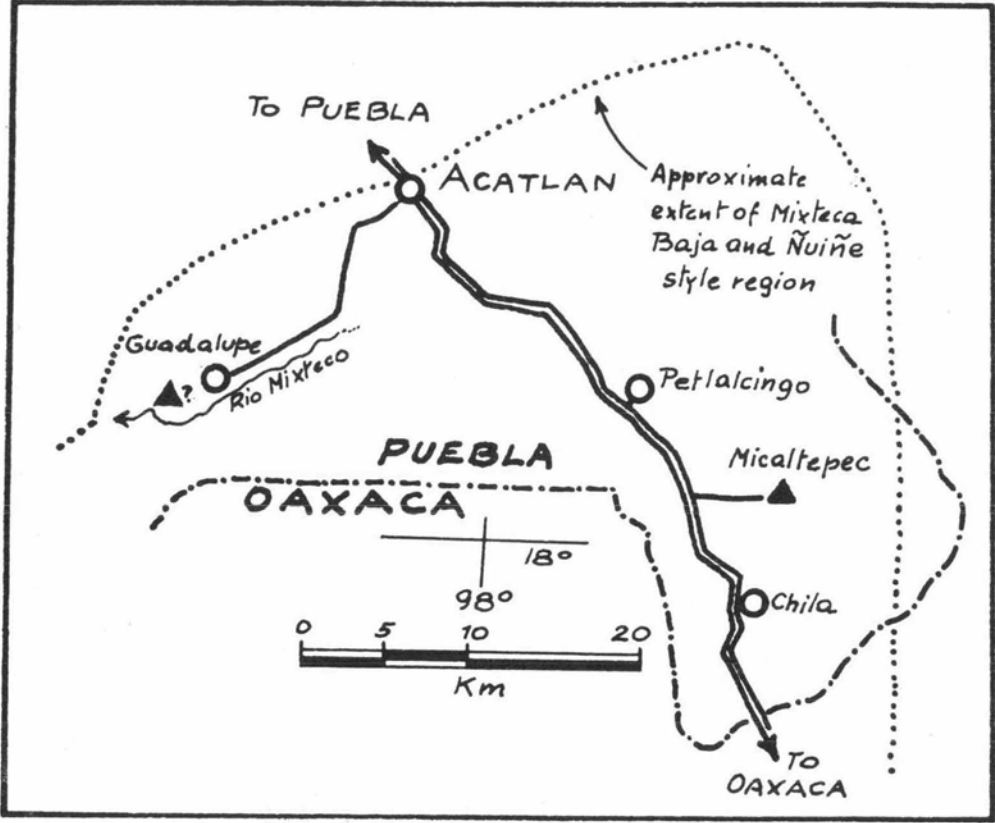 To PUEBLA
ACATLAN
Approximate
extent of Mixteca
Baja and Ñuiñe
style region
Guadalupe
?
Rio Mixteco
Petlalcingo
PUEBLA
Micaltepec
OAXACA
18°
98°
Chila
0 5 10 20
Km
To
OAXACA